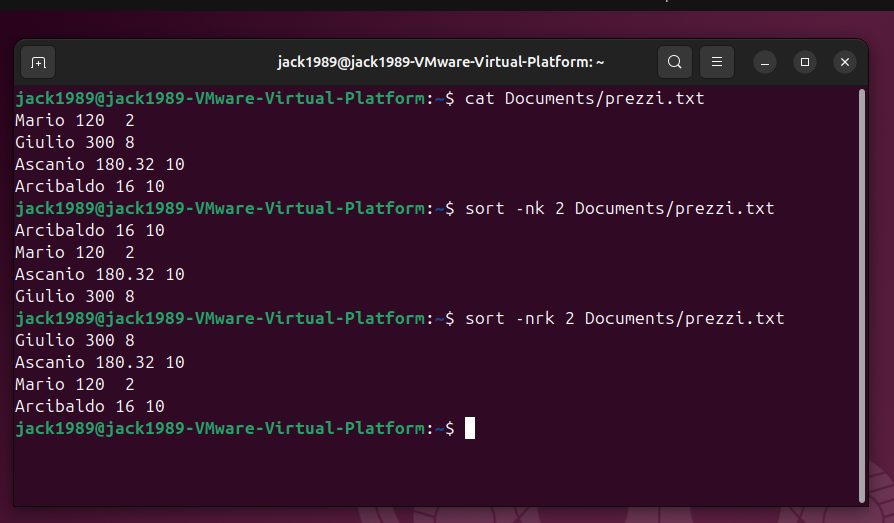 jack1989@jack1989-VMware-Virtual-Platform: ~
jack1989@jack1989-VMware-Virtual-Platform:~$ cat Documents/prezzi.txt
Mario 120  2
Giulio 300 8
Ascanio 180.32 10
Arcibaldo 16 10
jack1989@jack1989-VMware-Virtual-Platform:~$ sort -nk 2 Documents/prezzi.txt
Arcibaldo 16 10
Mario 120  2
Ascanio 180.32 10
Giulio 300 8
jack1989@jack1989-VMware-Virtual-Platform:~$ sort -nrk 2 Documents/prezzi.txt
Giulio 300 8
Ascanio 180.32 10
Mario 120  2
Arcibaldo 16 10
jack1989@jack1989-VMware-Virtual-Platform:~$